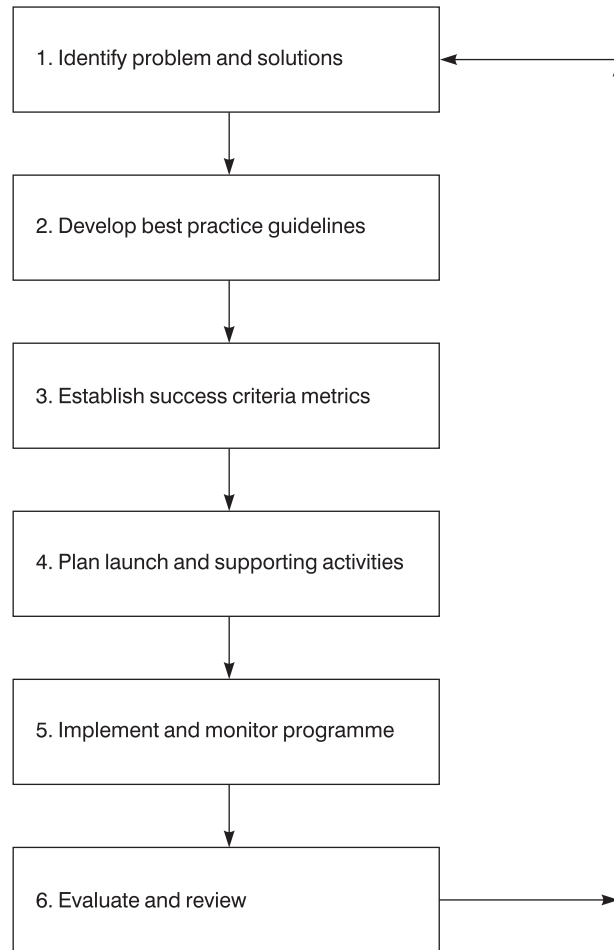 1. Identify problem and solutions
2. Develop best practice guidelines
3. Establish success criteria metrics
4. Plan launch and supporting activities
5. Implement and monitor programme
6. Evaluate and review